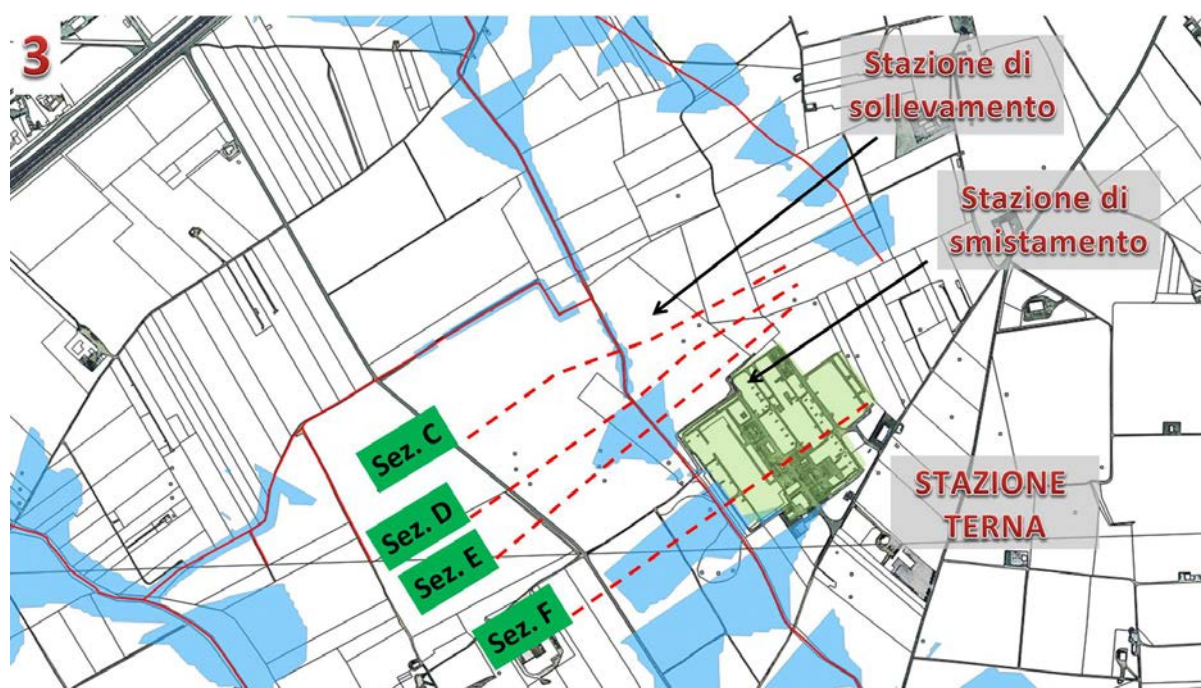 3
Stazione di
sollevamento
Stazione di
smistamento
Sez. C
Sez. D
Sez. E
Sez. F
STAZIONE
TERNA